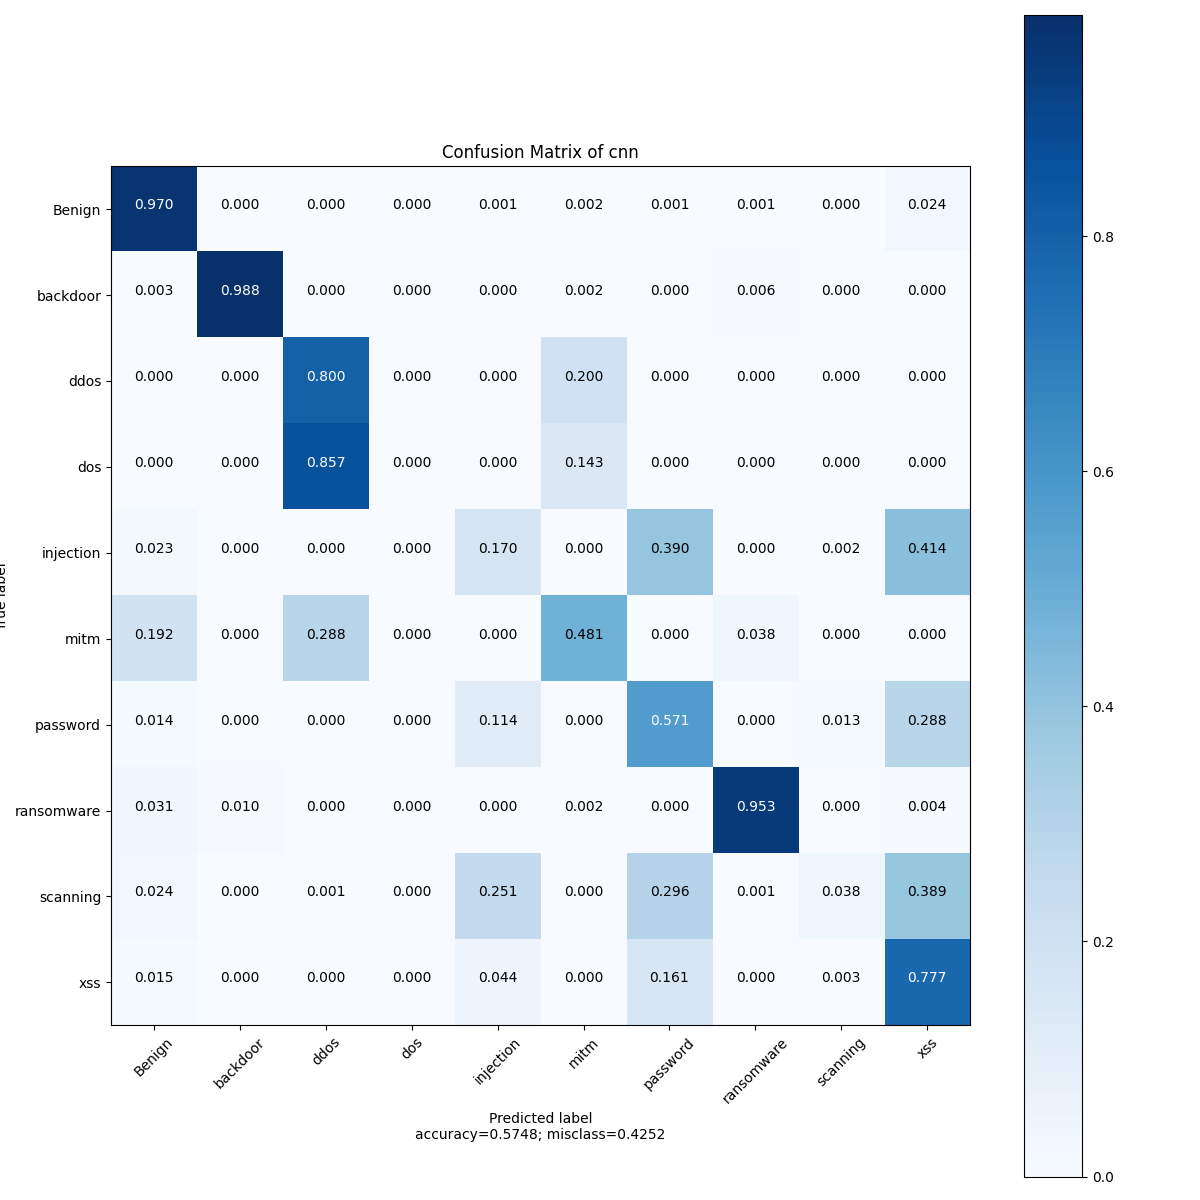 Confusion Matrix of cnn
Benign 0.970 0.000 0.000 0.000 0.001 0.002 0.001 0.001 0.000 0.024
backdoor 0.003 0.988 0.000 0.000 0.000 0.002 0.000 0.006 0.000 0.000
ddos 0.000 0.000 0.800 0.000 0.000 0.200 0.000 0.000 0.000 0.000
dos 0.000 0.000 0.857 0.000 0.000 0.143 0.000 0.000 0.000 0.000
injection 0.023 0.000 0.000 0.000 0.170 0.000 0.390 0.000 0.002 0.414
mitm 0.192 0.000 0.288 0.000 0.000 0.481 0.000 0.038 0.000 0.000
password 0.014 0.000 0.000 0.000 0.114 0.000 0.571 0.000 0.013 0.288
ransomware 0.031 0.010 0.000 0.000 0.000 0.002 0.000 0.953 0.000 0.004
scanning 0.024 0.000 0.001 0.000 0.251 0.000 0.296 0.001 0.038 0.389
xss 0.015 0.000 0.000 0.000 0.044 0.000 0.161 0.000 0.003 0.777
Benign backdoor ddos dos injection mitm password ransomware scanning xss
Predicted label
accuracy=0.5748; misclass=0.4252
True label
0.8
0.6
0.4
0.2
0.0